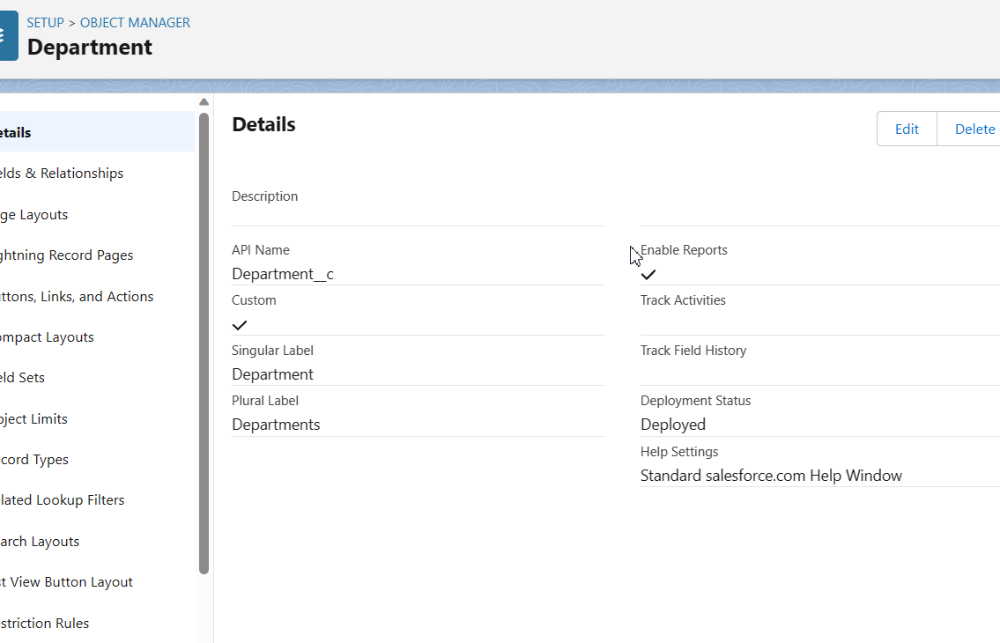 SETUP > OBJECT MANAGER
Department
etails
elds & Relationships
ge Layouts
ghtning Record Pages
uttons, Links, and Actions
ompact Layouts
eld Sets
bject Limits
cord Types
lated Lookup Filters
arch Layouts
st View Button Layout
striction Rules
Details
Edit
Delete
Description
API Name
Department__c
Custom
Singular Label
Department
Plural Label
Departments
Enable Reports
Track Activities
Track Field History
Deployment Status
Deployed
Help Settings
Standard salesforce.com Help Window